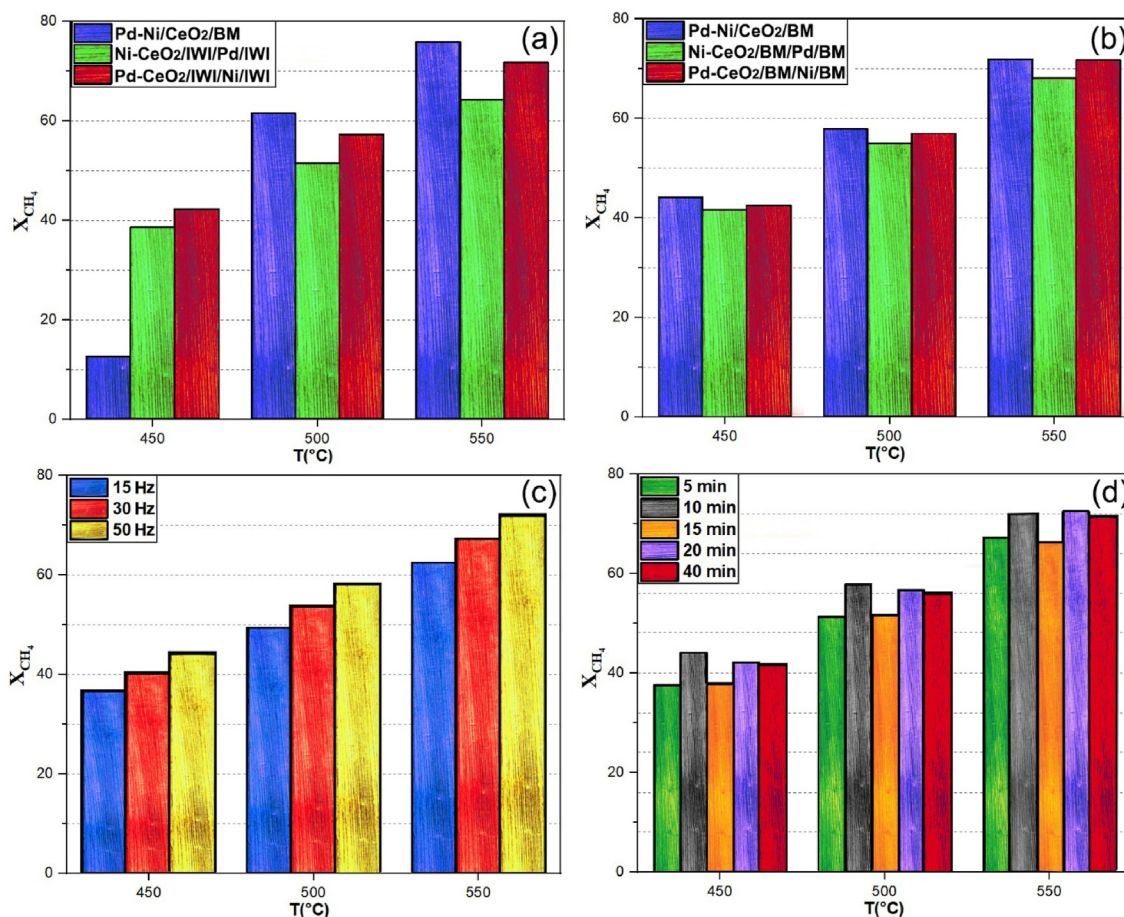 (a)
Pd-Ni/CeO₂/BM
Ni-CeO₂/IWI/Pd/IWI
Pd-CeO₂/IWI/Ni/IWI
80
60
40
20
0
X_CH₄
450 500 550
T(°C)
(b)
Pd-Ni/CeO₂/BM
Ni-CeO₂/BM/Pd/BM
Pd-CeO₂/BM/Ni/BM
80
60
40
20
0
X_CH₄
450 500 550
T(°C)
(c)
15 Hz
30 Hz
50 Hz
80
60
40
20
0
X_CH₄
450 500 550
T(°C)
(d)
5 min
10 min
15 min
20 min
40 min
80
60
40
20
0
X_CH₄
450 500 550
T(°C)